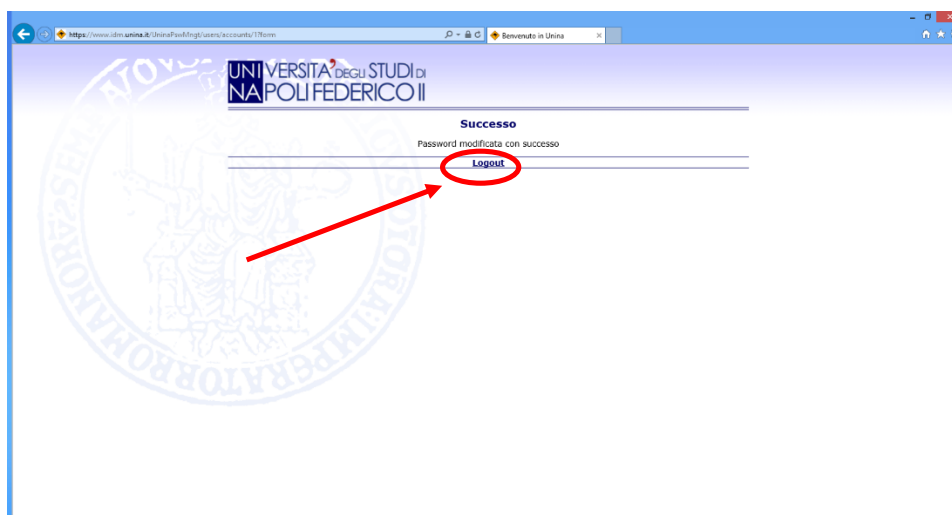 https://www.idm.unina.it/UninaPswMngt/users/accounts/1?form
Benvenuto in Unina
UNIVERSITA' DEGLI STUDI DI
NAPOLI FEDERICO II
Successo
Password modificata con successo
Logout